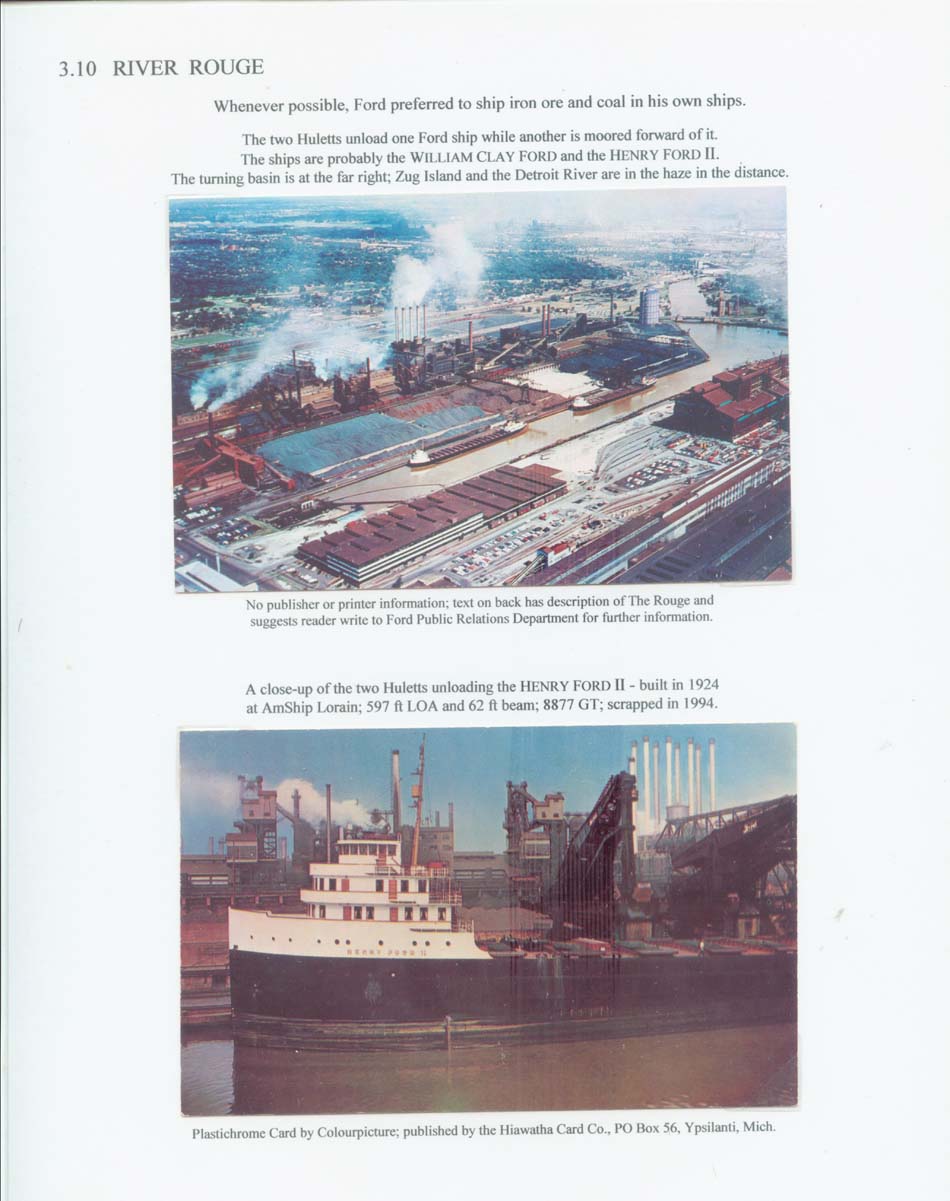 3.10 RIVER ROUGE
Whenever possible, Ford preferred to ship iron ore and coal in his own ships.
The two Huletts unload one Ford ship while another is moored forward of it.
The ships are probably the WILLIAM CLAY FORD and the HENRY FORD II.
The turning basin is at the far right; Zug Island and the Detroit River are in the haze in the distance.
No publisher or printer information; text on back has description of The Rouge and
suggests reader write to Ford Public Relations Department for further information.
A close-up of the two Huletts unloading the HENRY FORD II - built in 1924
at AmShip Lorain; 597 ft LOA and 62 ft beam; 8877 GT; scrapped in 1994.
HENRY FORD II
Plastichrome Card by Colourpicture; published by the Hiawatha Card Co., PO Box 56, Ypsilanti, Mich.